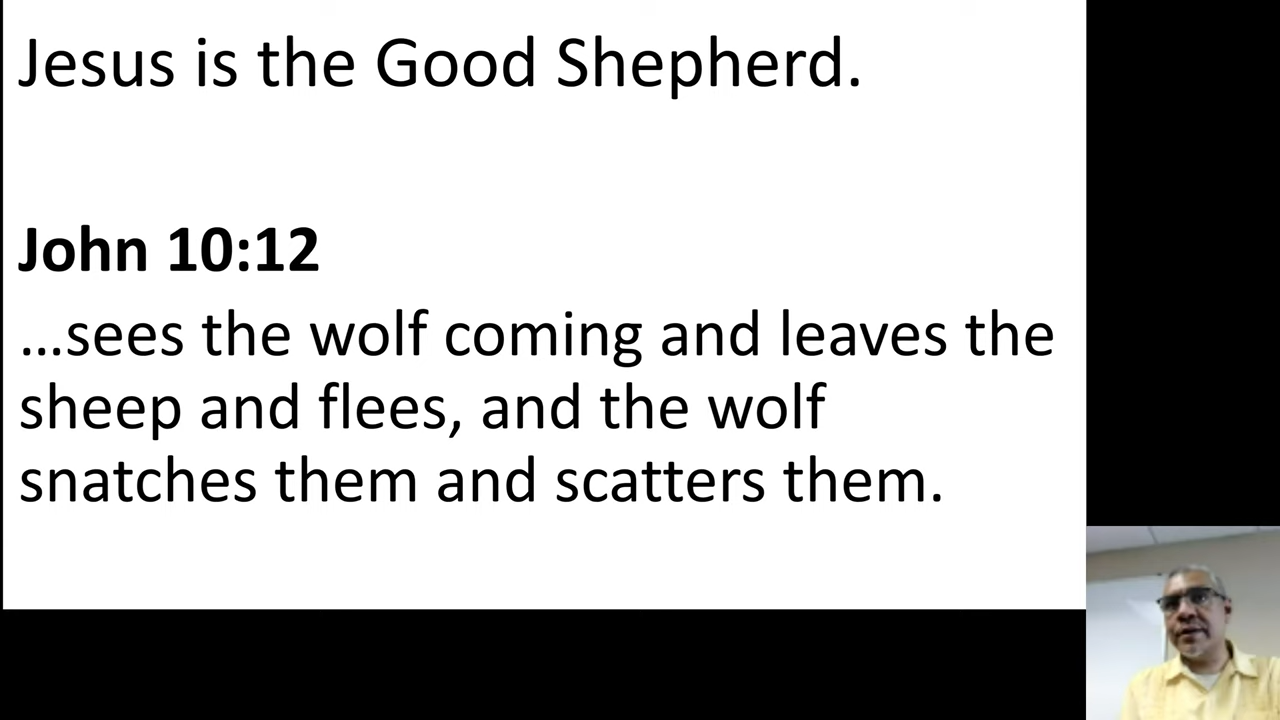 Jesus is the Good Shepherd.
John 10:12
…sees the wolf coming and leaves the
sheep and flees, and the wolf
snatches them and scatters them.